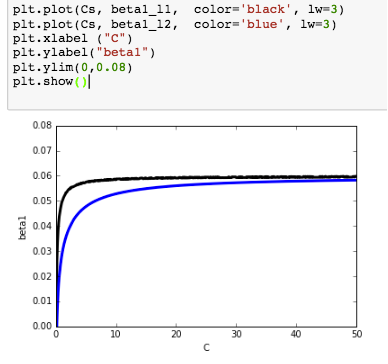 plt.plot(Cs, beta1_l1,  color='black', lw=3)
plt.plot(Cs, beta1_l2,  color='blue', lw=3)
plt.xlabel ("C")
plt.ylabel("beta1")
plt.ylim(0,0.08)
plt.show()
0.08
0.07
0.06
0.05
0.04
0.03
0.02
0.01
0.00
beta1
0 10 20 30 40 50
C